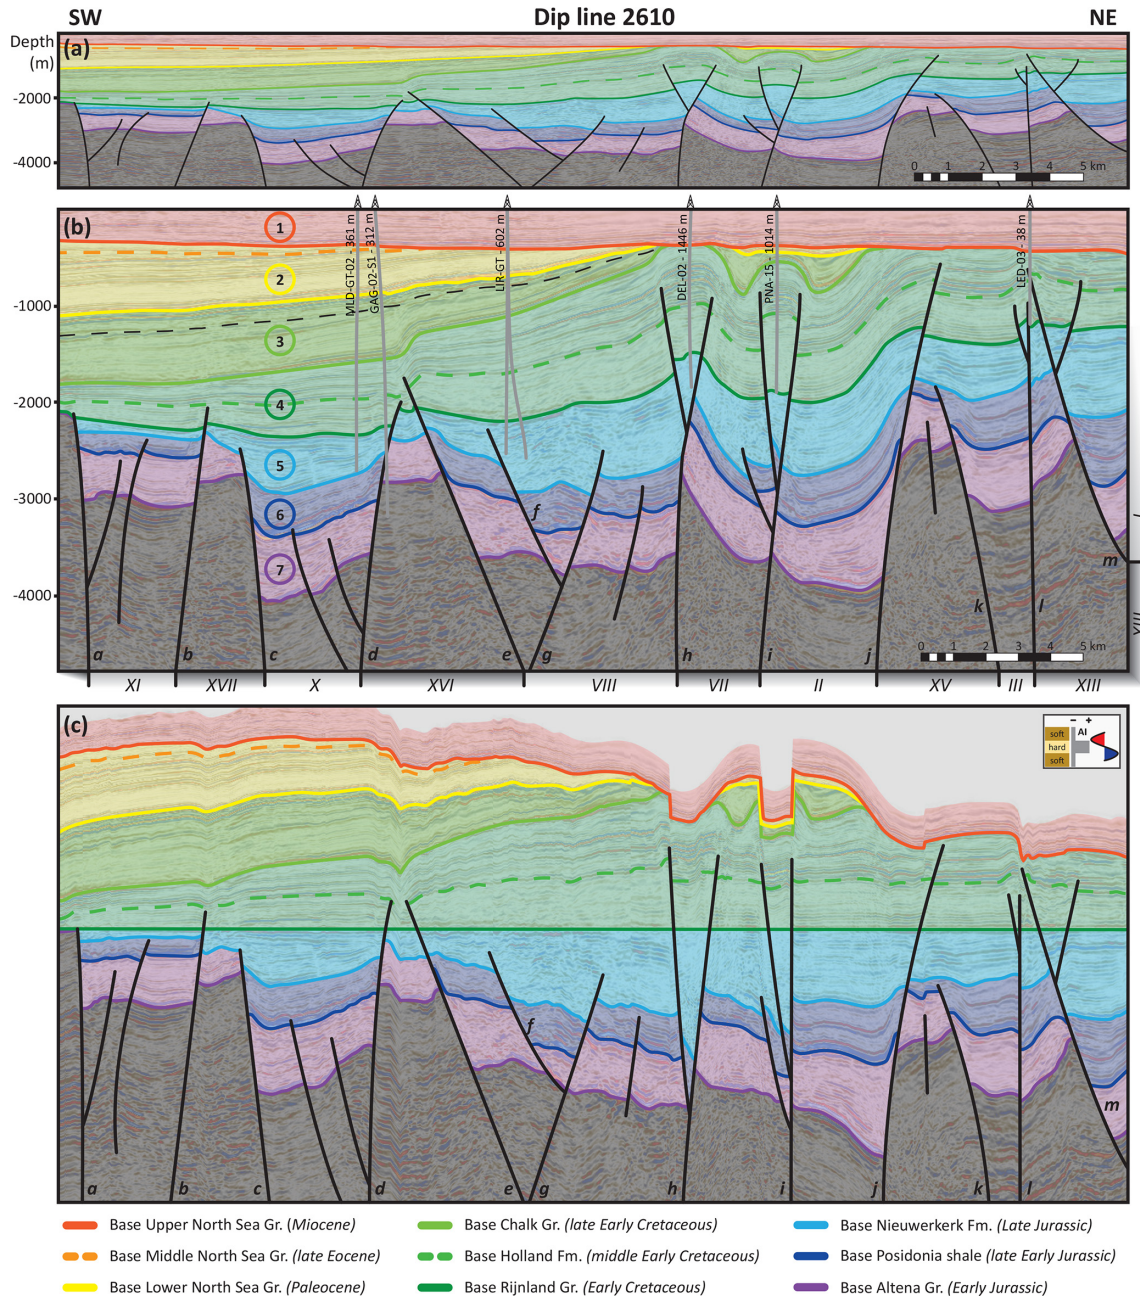 SW
Dip line 2610
NE
Depth
(m)
(a)
-2000
-4000
0 1 2 3 4 5 km
(b)
1
2
3
4
5
6
7
MLD-GT-02 - 361 m
GAG-02-S1 - 312 m
LIR-GT - 602 m
DEL-02 - 1446 m
PNA-15 - 1014 m
LED-03 - 38 m
-1000
-2000
-3000
-4000
f
m
k
l
a b c d e g h i j
0 1 2 3 4 5 km
XI XVII X XVI VIII VII II XV III XIII
(c)
− +
soft AI
hard
soft
f
m
a b c d e g h i j k l
Base Upper North Sea Gr. (Miocene)
Base Middle North Sea Gr. (late Eocene)
Base Lower North Sea Gr. (Paleocene)
Base Chalk Gr. (late Early Cretaceous)
Base Holland Fm. (middle Early Cretaceous)
Base Rijnland Gr. (Early Cretaceous)
Base Nieuwerkerk Fm. (Late Jurassic)
Base Posidonia shale (late Early Jurassic)
Base Altena Gr. (Early Jurassic)